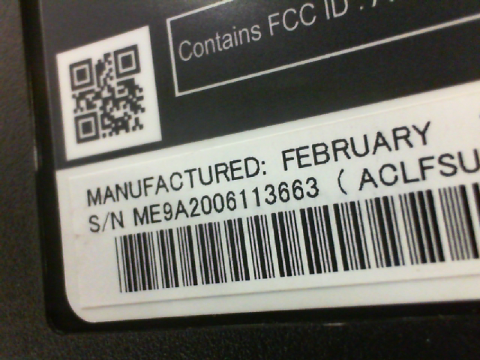 Contains FCC ID :
MANUFACTURED: FEBRUARY
S/N ME9A2006113663 ( ACLFSU